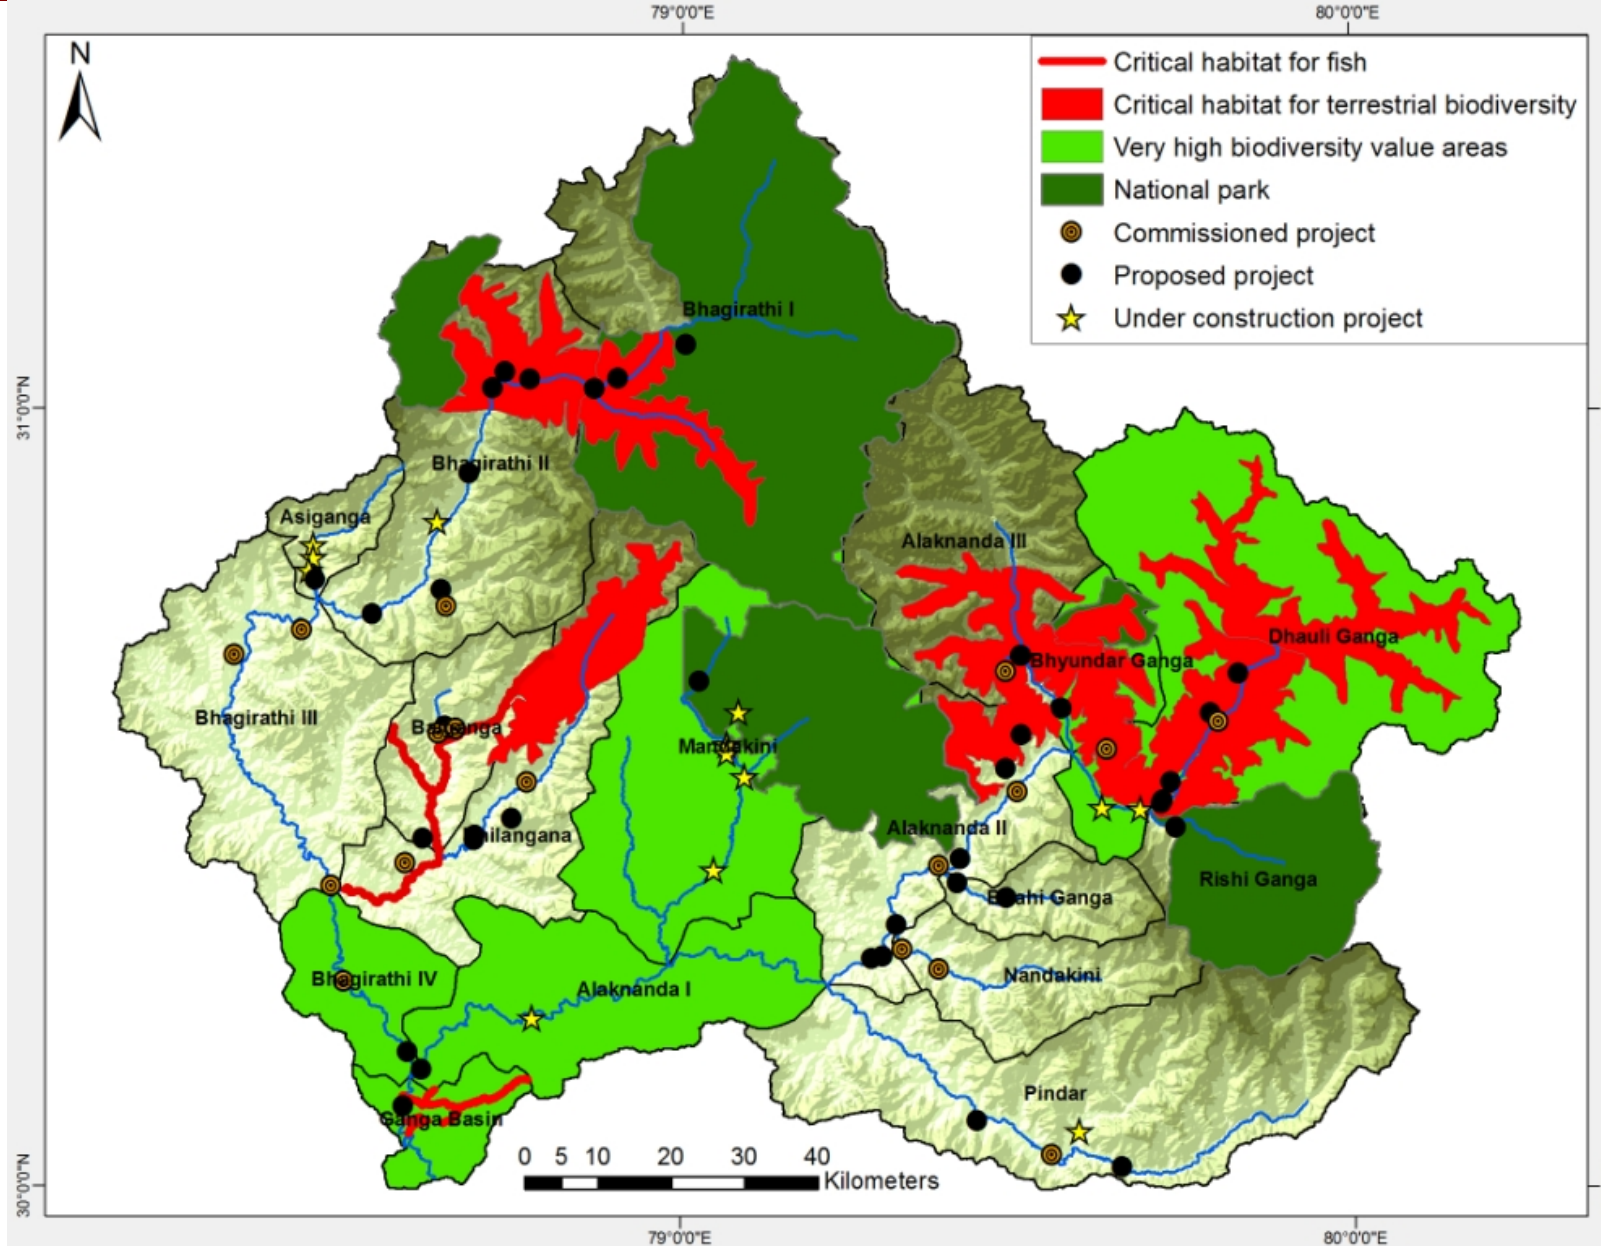 79°0'0"E
80°0'0"E
N
Critical habitat for fish
Critical habitat for terrestrial biodiversity
Very high biodiversity value areas
National park
Commissioned project
Proposed project
Under construction project
31°0'0"N
Bhagirathi I
Bhagirathi II
Asiganga
Alaknanda III
Dhauli Ganga
Bhyundar Ganga
Bhagirathi III
Mandakini
Alaknanda II
Rishi Ganga
Nandakini
Bhagirathi IV
Alaknanda I
Pindar
Ganga Basin
0 5 10 20 30 40
Kilometers
30°0'0"N
79°0'0"E
80°0'0"E